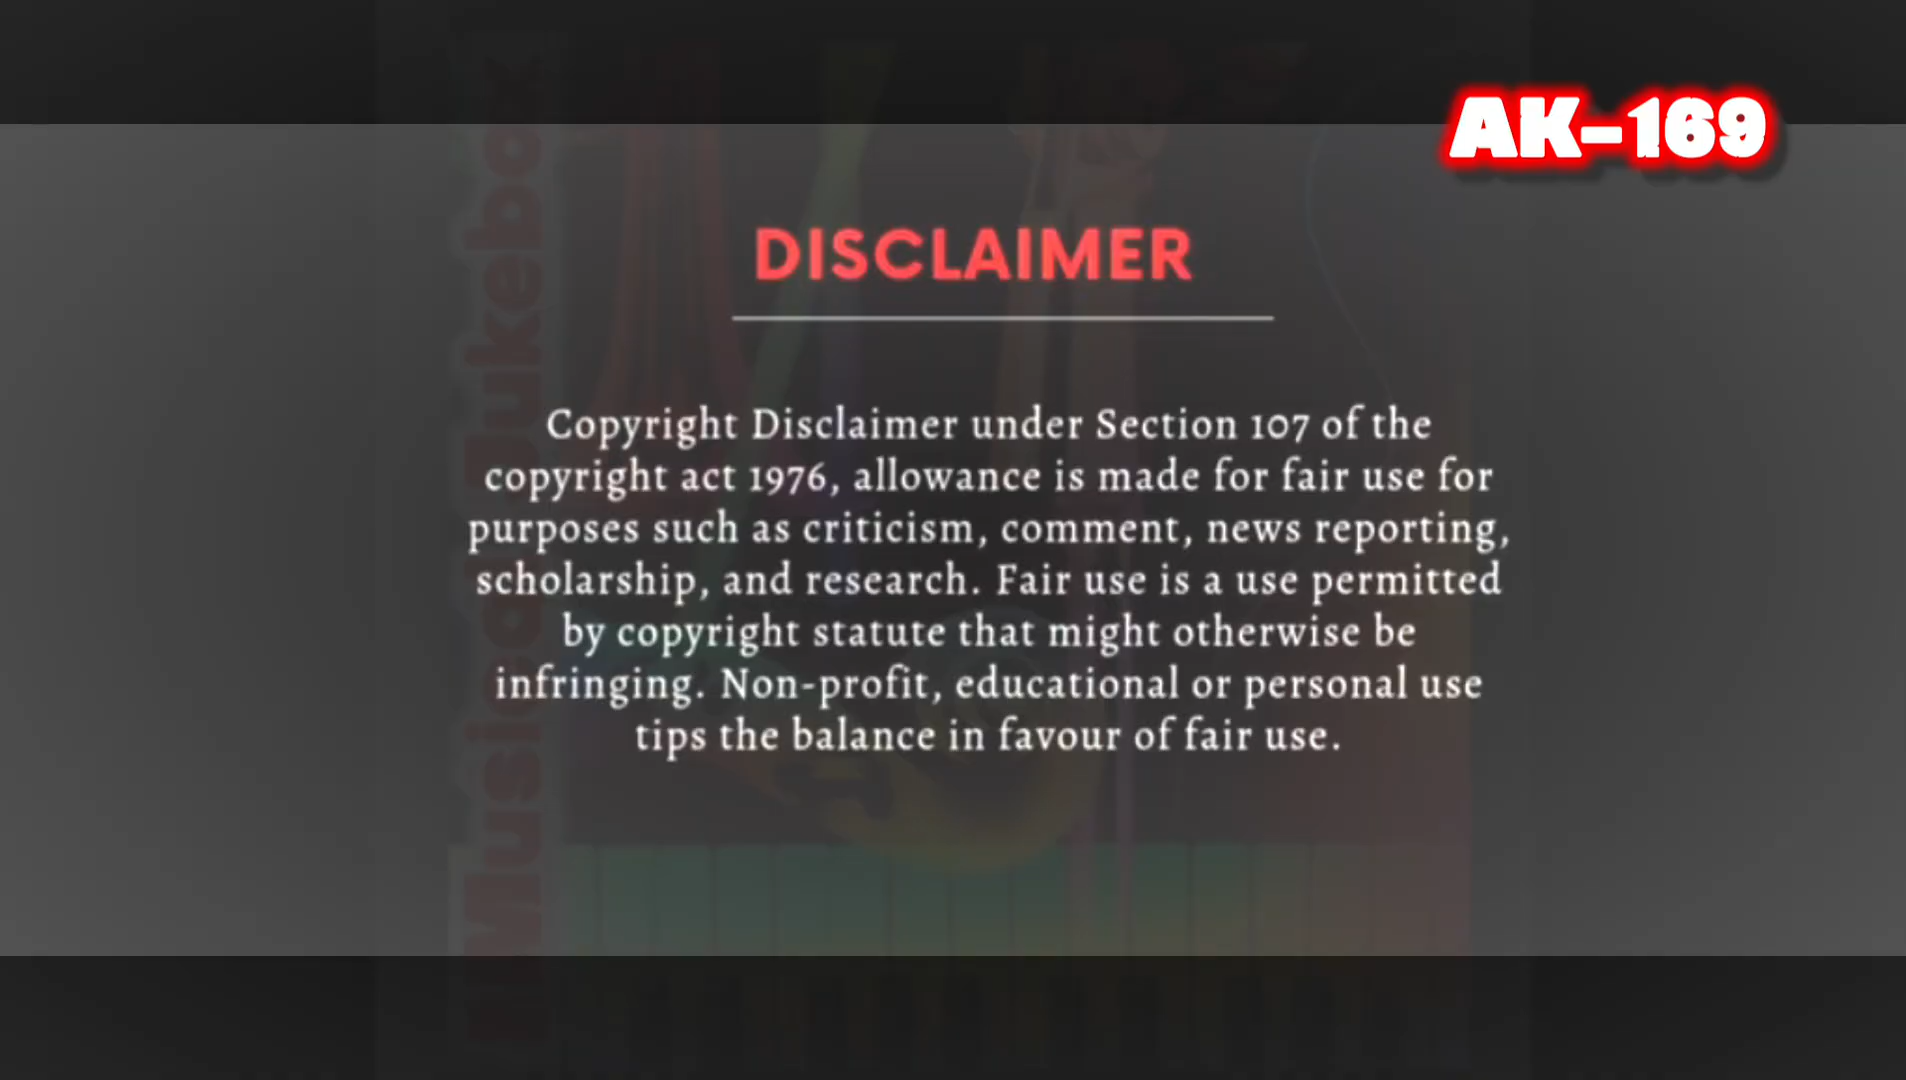 AK-169
DISCLAIMER
Copyright Disclaimer under Section 107 of the
copyright act 1976, allowance is made for fair use for
purposes such as criticism, comment, news reporting,
scholarship, and research. Fair use is a use permitted
by copyright statute that might otherwise be
infringing. Non-profit, educational or personal use
tips the balance in favour of fair use.
Musical Jukebox